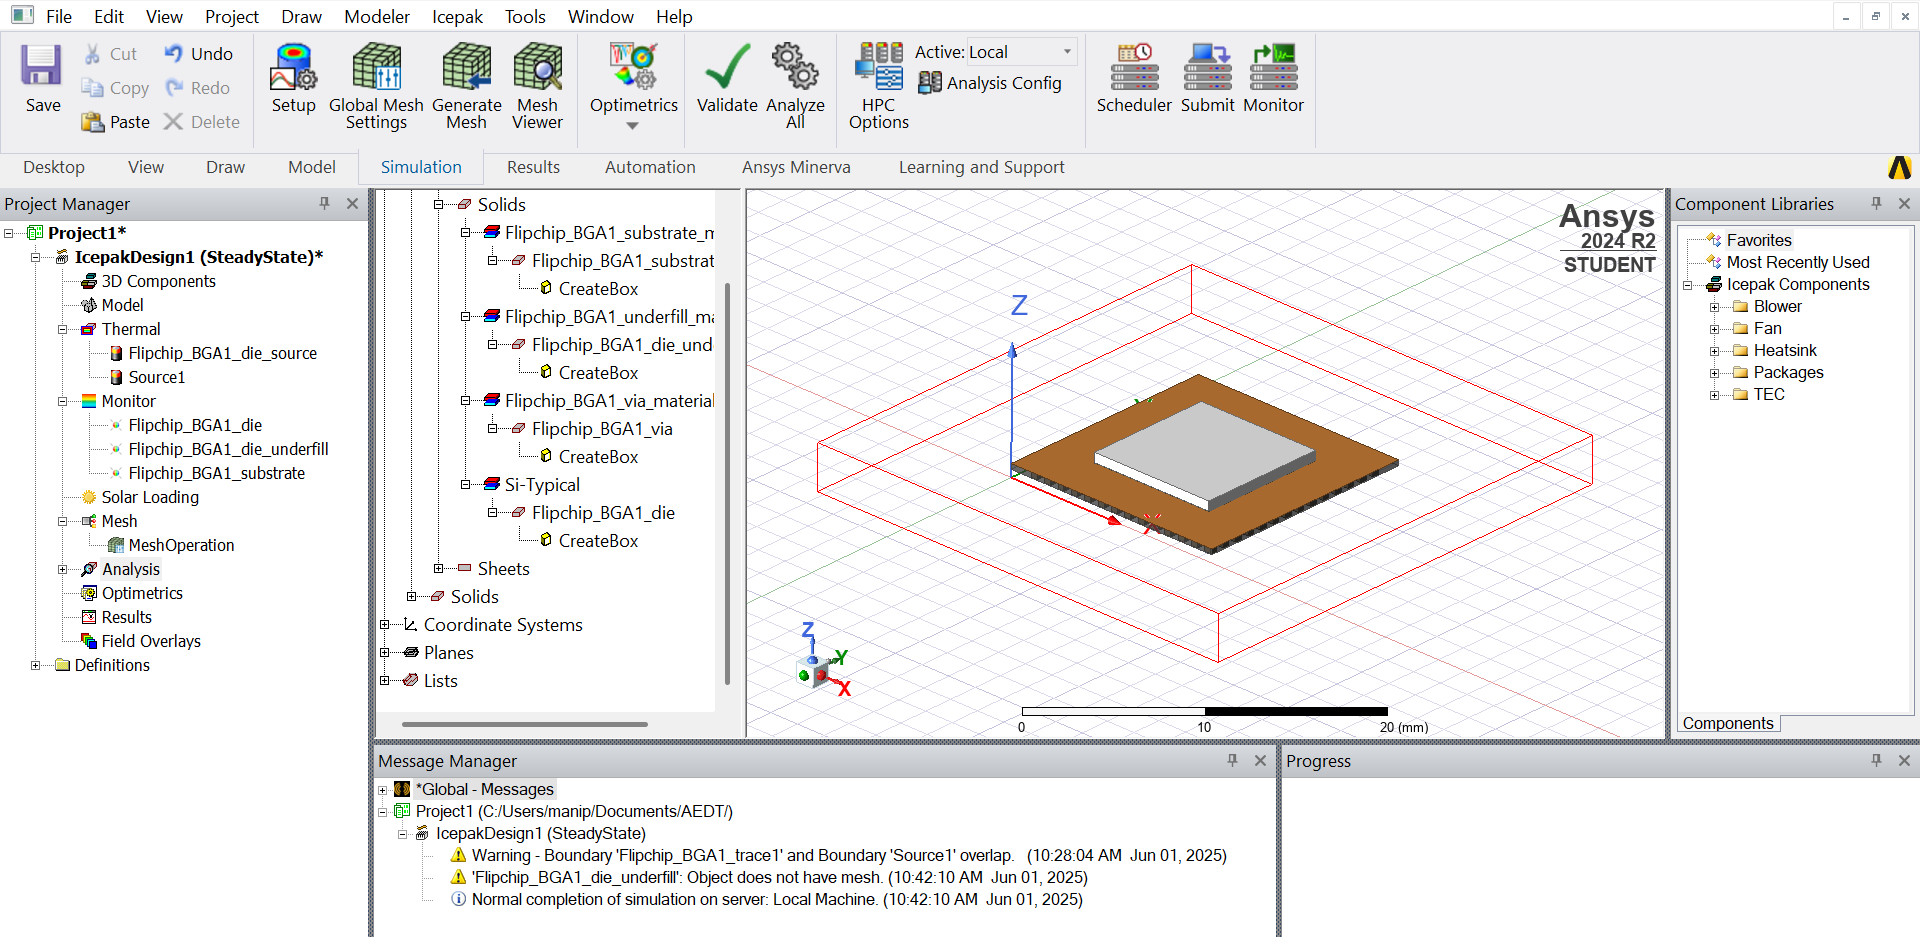 File Edit View Project Draw Modeler Icepak Tools Window Help
Save
Cut
Copy
Paste
Undo
Redo
Delete
Setup
Global Mesh
Settings
Generate
Mesh
Mesh
Viewer
Optimetrics
Validate
Analyze
All
HPC
Options
Active: Local
Analysis Config
Scheduler
Submit
Monitor
Desktop View Draw Model Simulation Results Automation Ansys Minerva Learning and Support
Project Manager
Project1*
IcepakDesign1 (SteadyState)*
3D Components
Model
Thermal
Flipchip_BGA1_die_source
Source1
Monitor
Flipchip_BGA1_die
Flipchip_BGA1_die_underfill
Flipchip_BGA1_substrate
Solar Loading
Mesh
MeshOperation
Analysis
Optimetrics
Results
Field Overlays
Definitions
Solids
Flipchip_BGA1_substrate_m
Flipchip_BGA1_substrat
CreateBox
Flipchip_BGA1_underfill_ma
Flipchip_BGA1_die_und
CreateBox
Flipchip_BGA1_via_material
Flipchip_BGA1_via
CreateBox
Si-Typical
Flipchip_BGA1_die
CreateBox
Sheets
Solids
Coordinate Systems
Planes
Lists
Ansys
2024 R2
STUDENT
Z
X
Z
Y
X
0 10 20 (mm)
Component Libraries
Favorites
Most Recently Used
Icepak Components
Blower
Fan
Heatsink
Packages
TEC
Components
Message Manager
*Global - Messages
Project1 (C:/Users/manip/Documents/AEDT/)
IcepakDesign1 (SteadyState)
Warning - Boundary 'Flipchip_BGA1_trace1' and Boundary 'Source1' overlap. (10:28:04 AM Jun 01, 2025)
'Flipchip_BGA1_die_underfill': Object does not have mesh. (10:42:10 AM Jun 01, 2025)
Normal completion of simulation on server: Local Machine. (10:42:10 AM Jun 01, 2025)
Progress